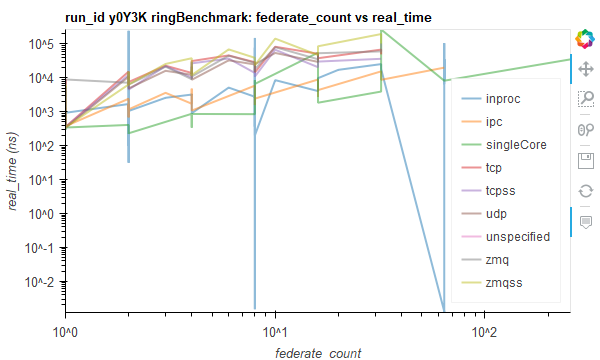 run_id y0Y3K ringBenchmark: federate_count vs real_time
real_time (ns)
10^5
10^4
10^3
10^2
10^1
10^0
10^-1
10^-2
inproc
ipc
singleCore
tcp
tcpss
udp
unspecified
zmq
zmqss
10^0
10^1
10^2
federate_count